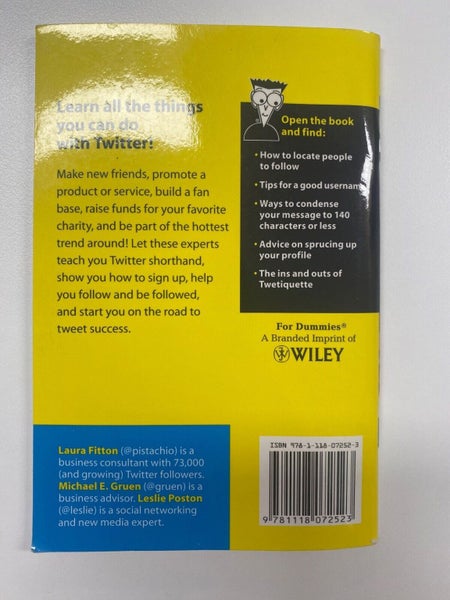 Learn all the things
you can do
with Twitter!
Make new friends, promote a
product or service, build a fan
base, raise funds for your favorite
charity, and be part of the hottest
trend around! Let these experts
teach you Twitter shorthand,
show you how to sign up, help
you follow and be followed,
and start you on the road to
tweet success.
Open the book
and find:
• How to locate people
to follow
• Tips for a good usernam
• Ways to condense
your message to 140
characters or less
• Advice on sprucing up
your profile
• The ins and outs of
Twetiquette
For Dummies®
A Branded Imprint of
WILEY
Laura Fitton (@pistachio) is a
business consultant with 73,000
(and growing) Twitter followers.
Michael E. Gruen (@gruen) is a
business advisor. Leslie Poston
(@leslie) is a social networking
and new media expert.
ISBN 978-1-118-07252-3
9 781118 072523